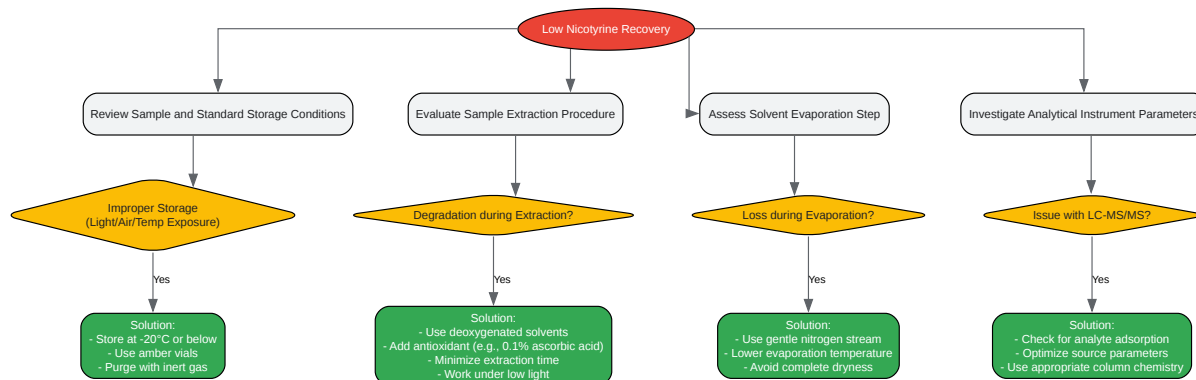 Low Nicotyrine Recovery
Review Sample and Standard Storage Conditions
Evaluate Sample Extraction Procedure
Assess Solvent Evaporation Step
Investigate Analytical Instrument Parameters
Improper Storage
(Light/Air/Temp Exposure)
Degradation during Extraction?
Loss during Evaporation?
Issue with LC-MS/MS?
Yes
Yes
Yes
Yes
Solution:
- Store at -20°C or below
- Use amber vials
- Purge with inert gas
Solution:
- Use deoxygenated solvents
- Add antioxidant (e.g., 0.1% ascorbic acid)
- Minimize extraction time
- Work under low light
Solution:
- Use gentle nitrogen stream
- Lower evaporation temperature
- Avoid complete dryness
Solution:
- Check for analyte adsorption
- Optimize source parameters
- Use appropriate column chemistry